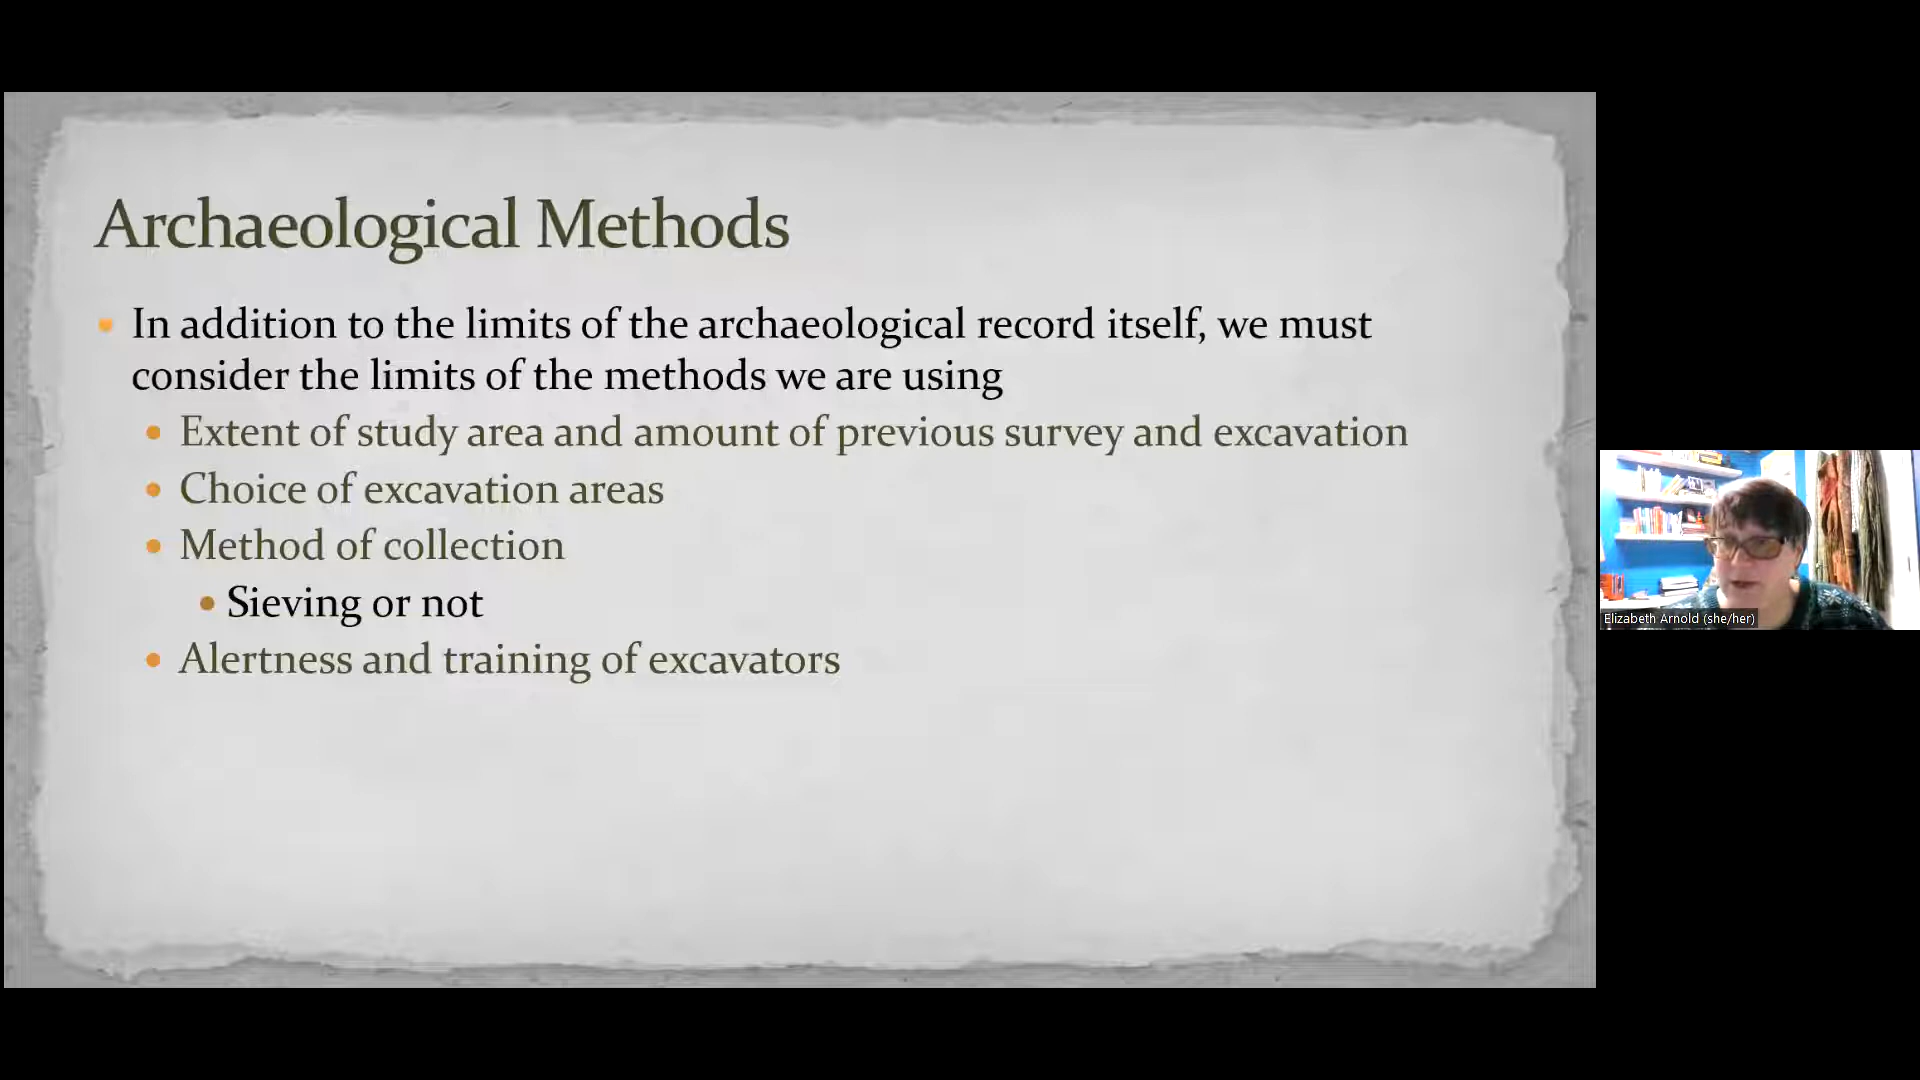 Archaeological Methods
In addition to the limits of the archaeological record itself, we must
consider the limits of the methods we are using
Extent of study area and amount of previous survey and excavation
Choice of excavation areas
Method of collection
Sieving or not
Alertness and training of excavators
Elizabeth Arnold (she/her)